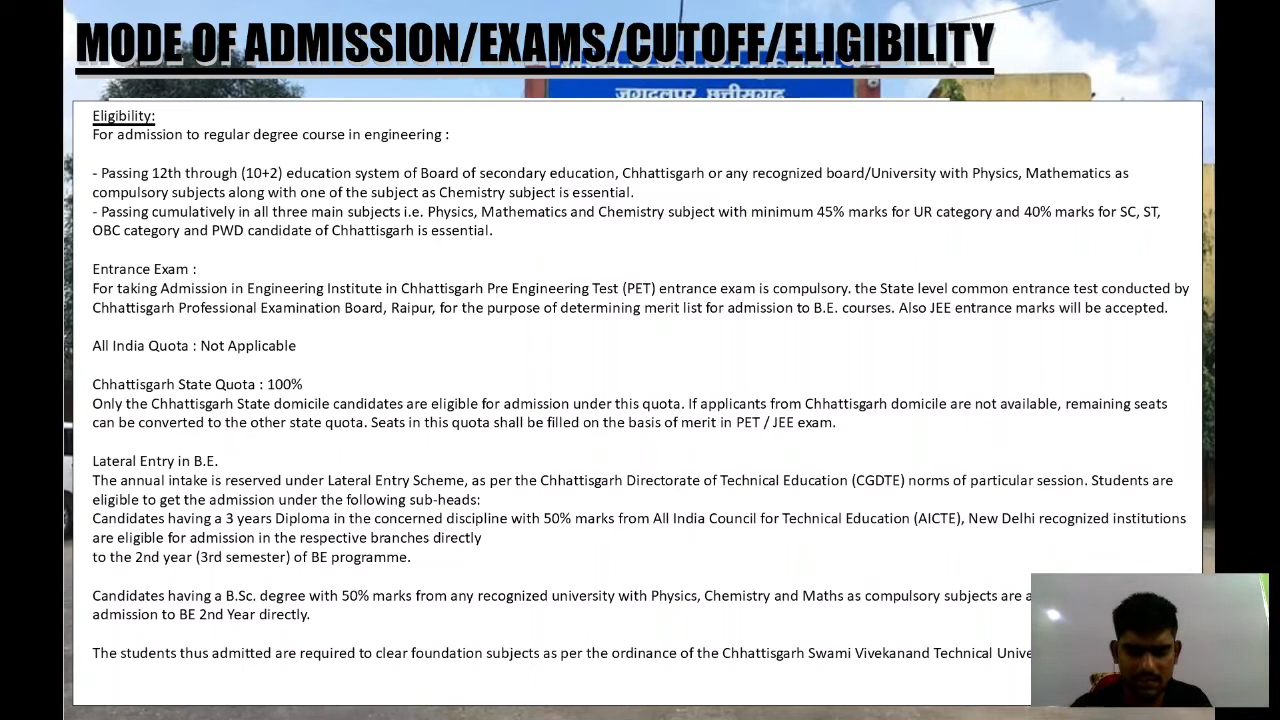 MODE OF ADMISSION/EXAMS/CUTOFF/ELIGIBILITY
जगदलपुर छत्तीसगढ़
Eligibility:
For admission to regular degree course in engineering :
- Passing 12th through (10+2) education system of Board of secondary education, Chhattisgarh or any recognized board/University with Physics, Mathematics as
compulsory subjects along with one of the subject as Chemistry subject is essential.
- Passing cumulatively in all three main subjects i.e. Physics, Mathematics and Chemistry subject with minimum 45% marks for UR category and 40% marks for SC, ST,
OBC category and PWD candidate of Chhattisgarh is essential.
Entrance Exam :
For taking Admission in Engineering Institute in Chhattisgarh Pre Engineering Test (PET) entrance exam is compulsory. the State level common entrance test conducted by
Chhattisgarh Professional Examination Board, Raipur, for the purpose of determining merit list for admission to B.E. courses. Also JEE entrance marks will be accepted.
All India Quota : Not Applicable
Chhattisgarh State Quota : 100%
Only the Chhattisgarh State domicile candidates are eligible for admission under this quota. If applicants from Chhattisgarh domicile are not available, remaining seats
can be converted to the other state quota. Seats in this quota shall be filled on the basis of merit in PET / JEE exam.
Lateral Entry in B.E.
The annual intake is reserved under Lateral Entry Scheme, as per the Chhattisgarh Directorate of Technical Education (CGDTE) norms of particular session. Students are
eligible to get the admission under the following sub-heads:
Candidates having a 3 years Diploma in the concerned discipline with 50% marks from All India Council for Technical Education (AICTE), New Delhi recognized institutions
are eligible for admission in the respective branches directly
to the 2nd year (3rd semester) of BE programme.
Candidates having a B.Sc. degree with 50% marks from any recognized university with Physics, Chemistry and Maths as compulsory subjects are
admission to BE 2nd Year directly.
The students thus admitted are required to clear foundation subjects as per the ordinance of the Chhattisgarh Swami Vivekanand Technical